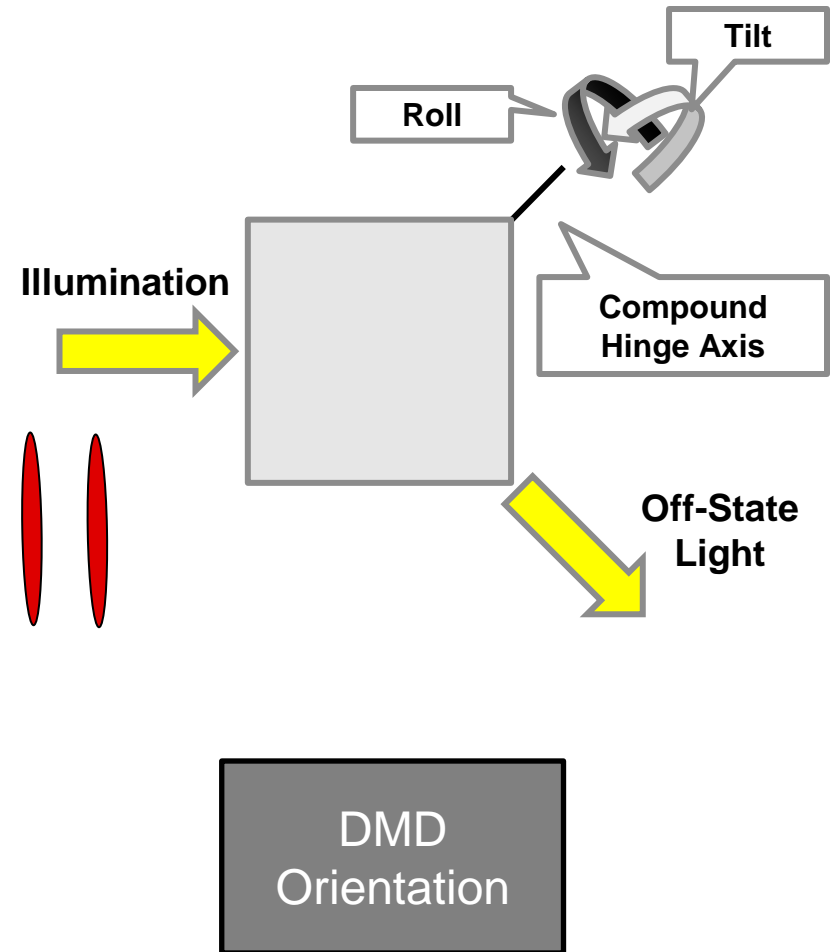 Tilt
Roll
Illumination
Compound
Hinge Axis
Off-State
Light
DMD
Orientation